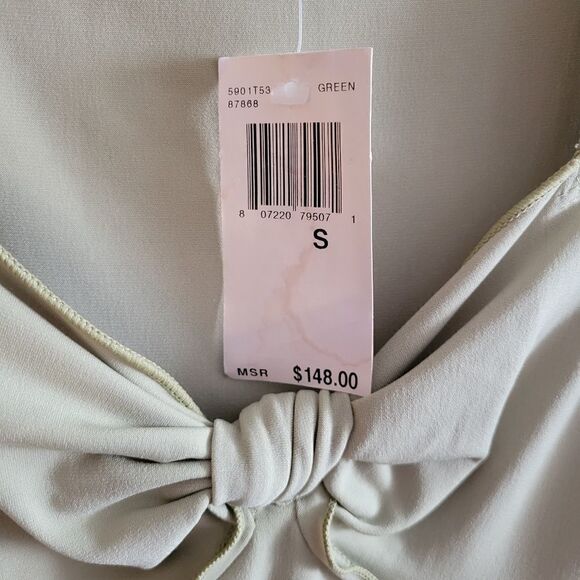 5901T53 GREEN
87868
8 07220 79507 1
S
MSR $148.00